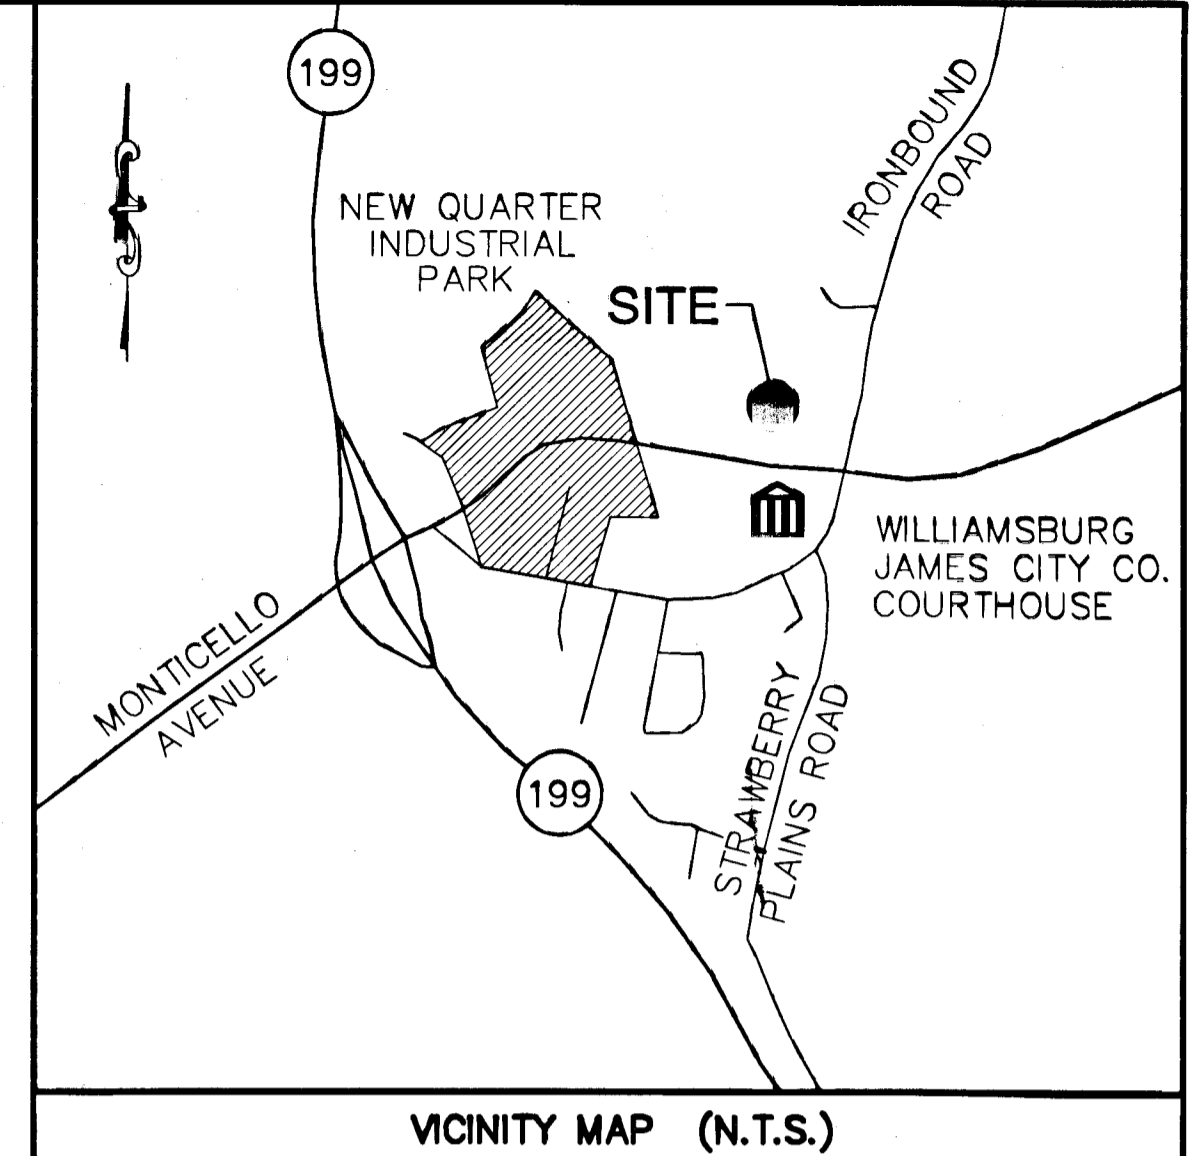 199
IRONBOUND
ROAD
NEW QUARTER
INDUSTRIAL
PARK
SITE
WILLIAMSBURG
JAMES CITY CO.
COURTHOUSE
MONTICELLO
AVENUE
STRAWBERRY
PLAINS ROAD
199
VICINITY MAP (N.T.S.)